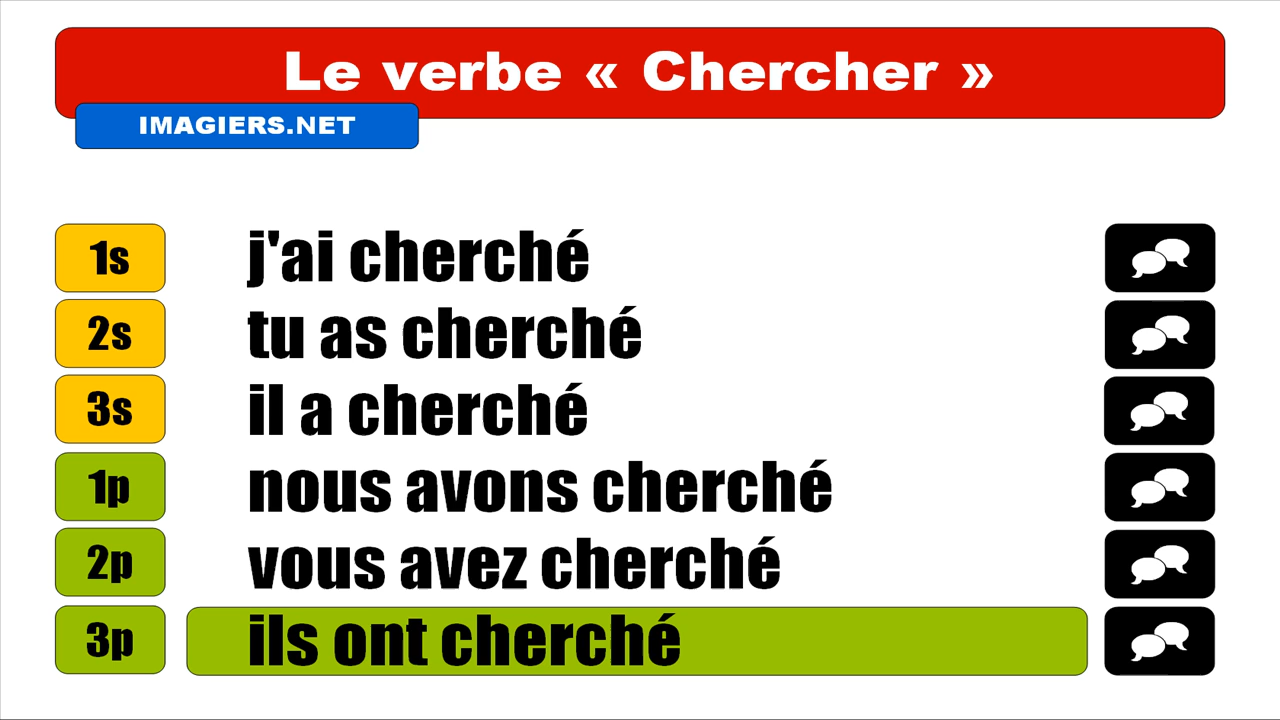 Le verbe « Chercher »
IMAGIERS.NET
1s j'ai cherché
2s tu as cherché
3s il a cherché
1p nous avons cherché
2p vous avez cherché
3p ils ont cherché